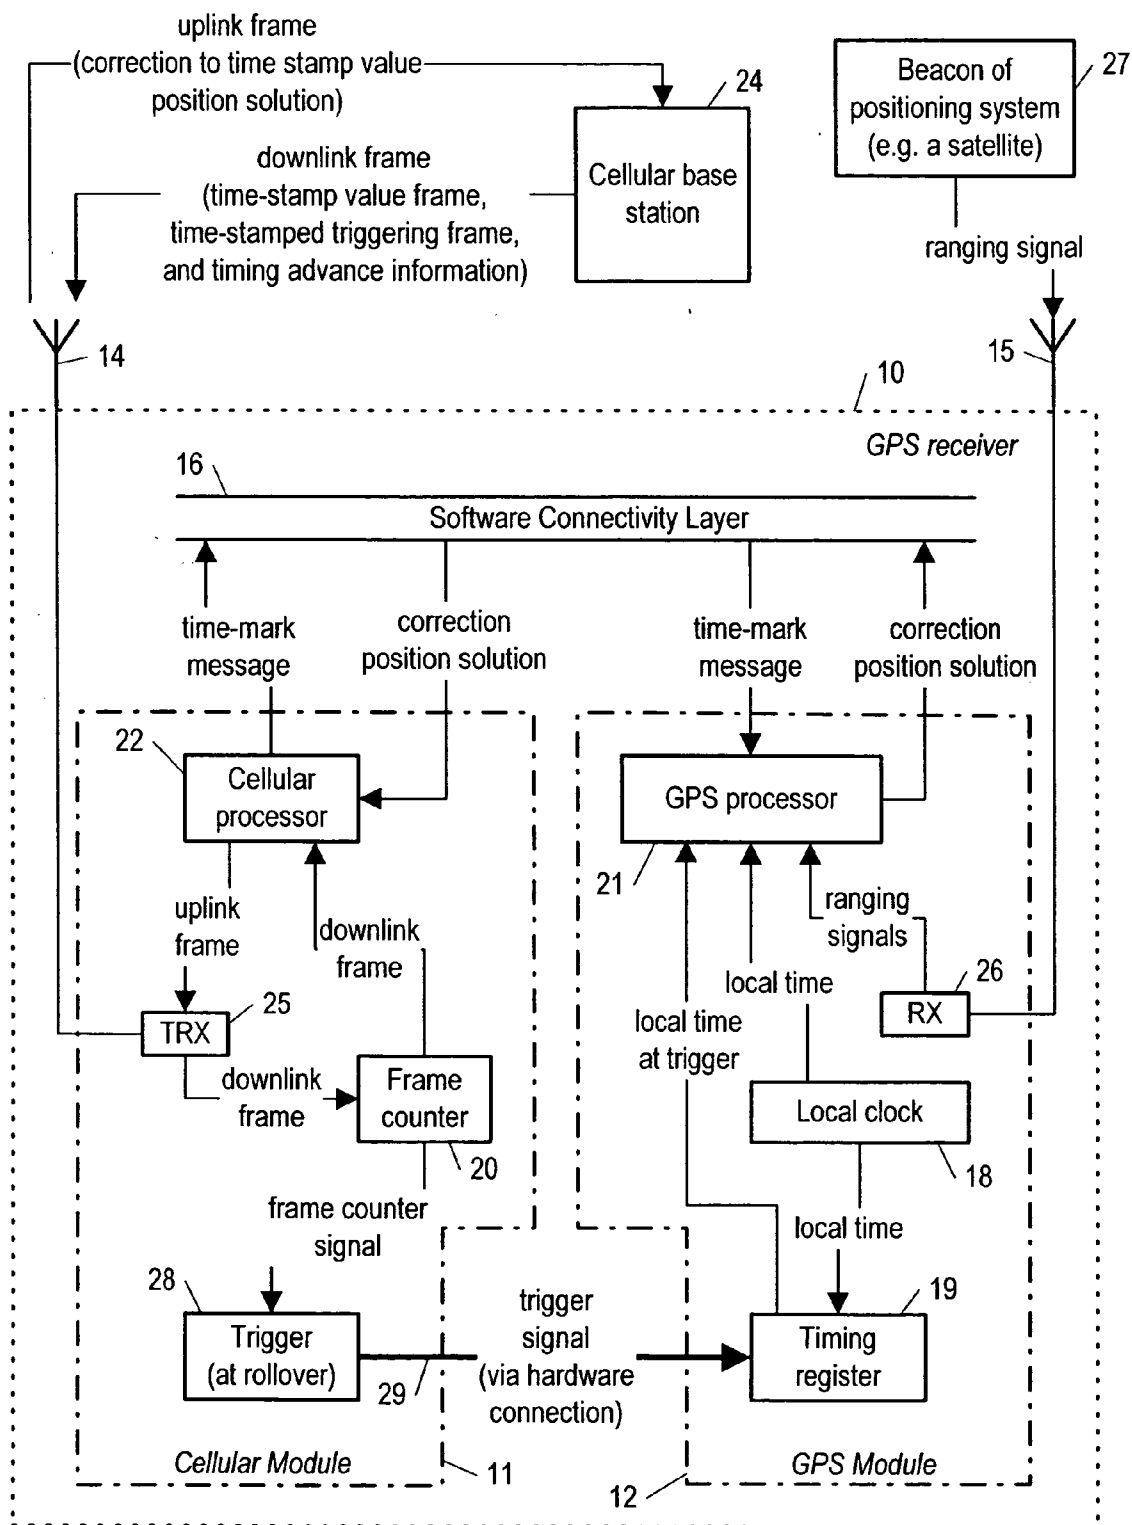 uplink frame
(correction to time stamp value
position solution)
24
Beacon of
positioning system
(e.g. a satellite)
27
downlink frame
(time-stamp value frame,
time-stamped triggering frame,
and timing advance information)
Cellular base
station
ranging signal
14
15
10
GPS receiver
16
Software Connectivity Layer
time-mark
message
correction
position solution
time-mark
message
correction
position solution
22
Cellular
processor
GPS processor
21
uplink
frame
downlink
frame
ranging
signals
25
TRX
local time
26
RX
local time
at trigger
downlink
frame
Frame
counter
Local clock
20
18
frame counter
signal
local time
28
19
Trigger
(at rollover)
29
trigger
signal
(via hardware
connection)
Timing
register
Cellular Module
11
12
GPS Module